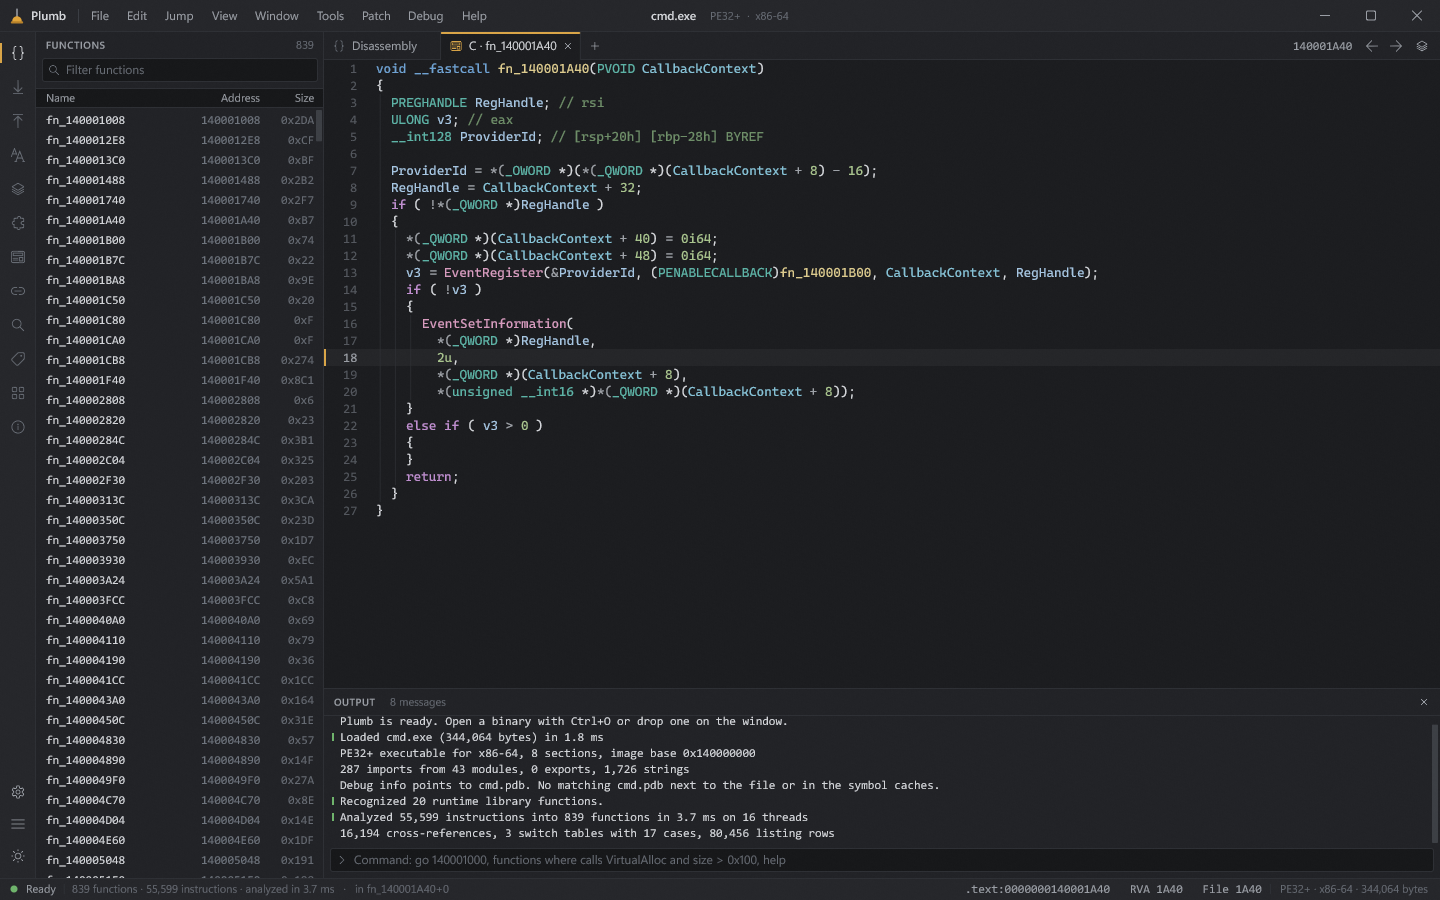 Plumb File Edit Jump View Window Tools Patch Debug Help cmd.exe PE32+ · x86-64
FUNCTIONS 839
Filter functions
Name Address Size
fn_140001008 140001008 0x2DA
fn_1400012E8 1400012E8 0xCF
fn_1400013C0 1400013C0 0xBF
fn_140001488 140001488 0x2B2
fn_140001740 140001740 0x2F7
fn_140001A40 140001A40 0xB7
fn_140001B00 140001B00 0x74
fn_140001B7C 140001B7C 0x22
fn_140001BA8 140001BA8 0x9E
fn_140001C50 140001C50 0x20
fn_140001C80 140001C80 0xF
fn_140001CA0 140001CA0 0xF
fn_140001CB8 140001CB8 0x274
fn_140001F40 140001F40 0x8C1
fn_140002808 140002808 0x6
fn_140002820 140002820 0x23
fn_14000284C 14000284C 0x3B1
fn_140002C04 140002C04 0x325
fn_140002F30 140002F30 0x203
fn_14000313C 14000313C 0x3CA
fn_14000350C 14000350C 0x23D
fn_140003750 140003750 0x1D7
fn_140003930 140003930 0xEC
fn_140003A24 140003A24 0x5A1
fn_140003FCC 140003FCC 0xC8
fn_1400040A0 1400040A0 0x69
fn_140004110 140004110 0x79
fn_140004190 140004190 0x36
fn_1400041CC 1400041CC 0x1CC
fn_1400043A0 1400043A0 0x164
fn_14000450C 14000450C 0x31E
fn_140004830 140004830 0x57
fn_140004890 140004890 0x14F
fn_1400049F0 1400049F0 0x27A
fn_140004C70 140004C70 0x8E
fn_140004D04 140004D04 0x14E
fn_140004E60 140004E60 0x1DF
fn_140005048 140005048 0x191
{} Disassembly C · fn_140001A40 × + 140001A40
1 void __fastcall fn_140001A40(PVOID CallbackContext)
2 {
3 PREGHANDLE RegHandle; // rsi
4 ULONG v3; // eax
5 __int128 ProviderId; // [rsp+20h] [rbp-28h] BYREF
6
7 ProviderId = *(_OWORD *)(*(_QWORD *)(CallbackContext + 8) - 16);
8 RegHandle = CallbackContext + 32;
9 if ( !*(_QWORD *)RegHandle )
10 {
11 *(_QWORD *)(CallbackContext + 40) = 0i64;
12 *(_QWORD *)(CallbackContext + 48) = 0i64;
13 v3 = EventRegister(&ProviderId, (PENABLECALLBACK)fn_140001B00, CallbackContext, RegHandle);
14 if ( !v3 )
15 {
16 EventSetInformation(
17 *(_QWORD *)RegHandle,
18 2u,
19 *(_QWORD *)(CallbackContext + 8),
20 *(unsigned __int16 *)*(_QWORD *)(CallbackContext + 8));
21 }
22 else if ( v3 > 0 )
23 {
24 }
25 return;
26 }
27 }
OUTPUT 8 messages
Plumb is ready. Open a binary with Ctrl+O or drop one on the window.
Loaded cmd.exe (344,064 bytes) in 1.8 ms
PE32+ executable for x86-64, 8 sections, image base 0x140000000
287 imports from 43 modules, 0 exports, 1,726 strings
Debug info points to cmd.pdb. No matching cmd.pdb next to the file or in the symbol caches.
Recognized 20 runtime library functions.
Analyzed 55,599 instructions into 839 functions in 3.7 ms on 16 threads
16,194 cross-references, 3 switch tables with 17 cases, 80,456 listing rows
Command: go 140001000, functions where calls VirtualAlloc and size > 0x100, help
Ready 839 functions · 55,599 instructions · analyzed in 3.7 ms · in fn_140001A40+0 .text:0000000140001A40 RVA 1A40 File 1A40 PE32+ · x86-64 · 344,064 bytes